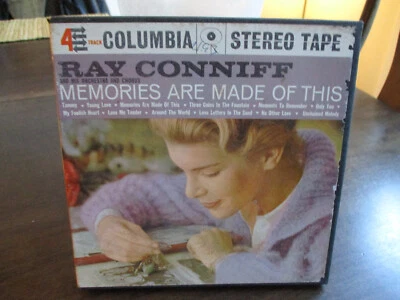 4 TRACK COLUMBIA STEREO TAPE
RAY CONNIFF
AND HIS ORCHESTRA AND CHORUS
MEMORIES ARE MADE OF THIS
Tammy • Young Love • Memories Are Made Of This • Three Coins In The Fountain • Moments To Remember • Only You •
My Foolish Heart • Love Me Tender • Around The World • Love Letters In The Sand • No Other Love • Unchained Melody